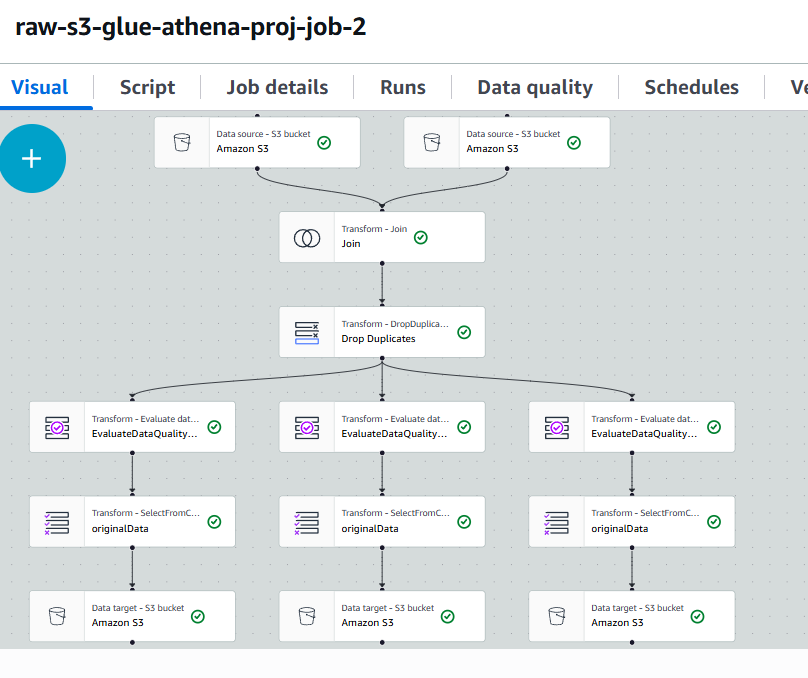 raw-s3-glue-athena-proj-job-2
Visual
Script
Job details
Runs
Data quality
Schedules
Ve
+
Data source - S3 bucket
Amazon S3
Data source - S3 bucket
Amazon S3
Transform - Join
Join
Transform - DropDuplica...
Drop Duplicates
Transform - Evaluate dat...
EvaluateDataQuality...
Transform - Evaluate dat...
EvaluateDataQuality...
Transform - Evaluate dat...
EvaluateDataQuality...
Transform - SelectFromC...
originalData
Transform - SelectFromC...
originalData
Transform - SelectFromC...
originalData
Data target - S3 bucket
Amazon S3
Data target - S3 bucket
Amazon S3
Data target - S3 bucket
Amazon S3